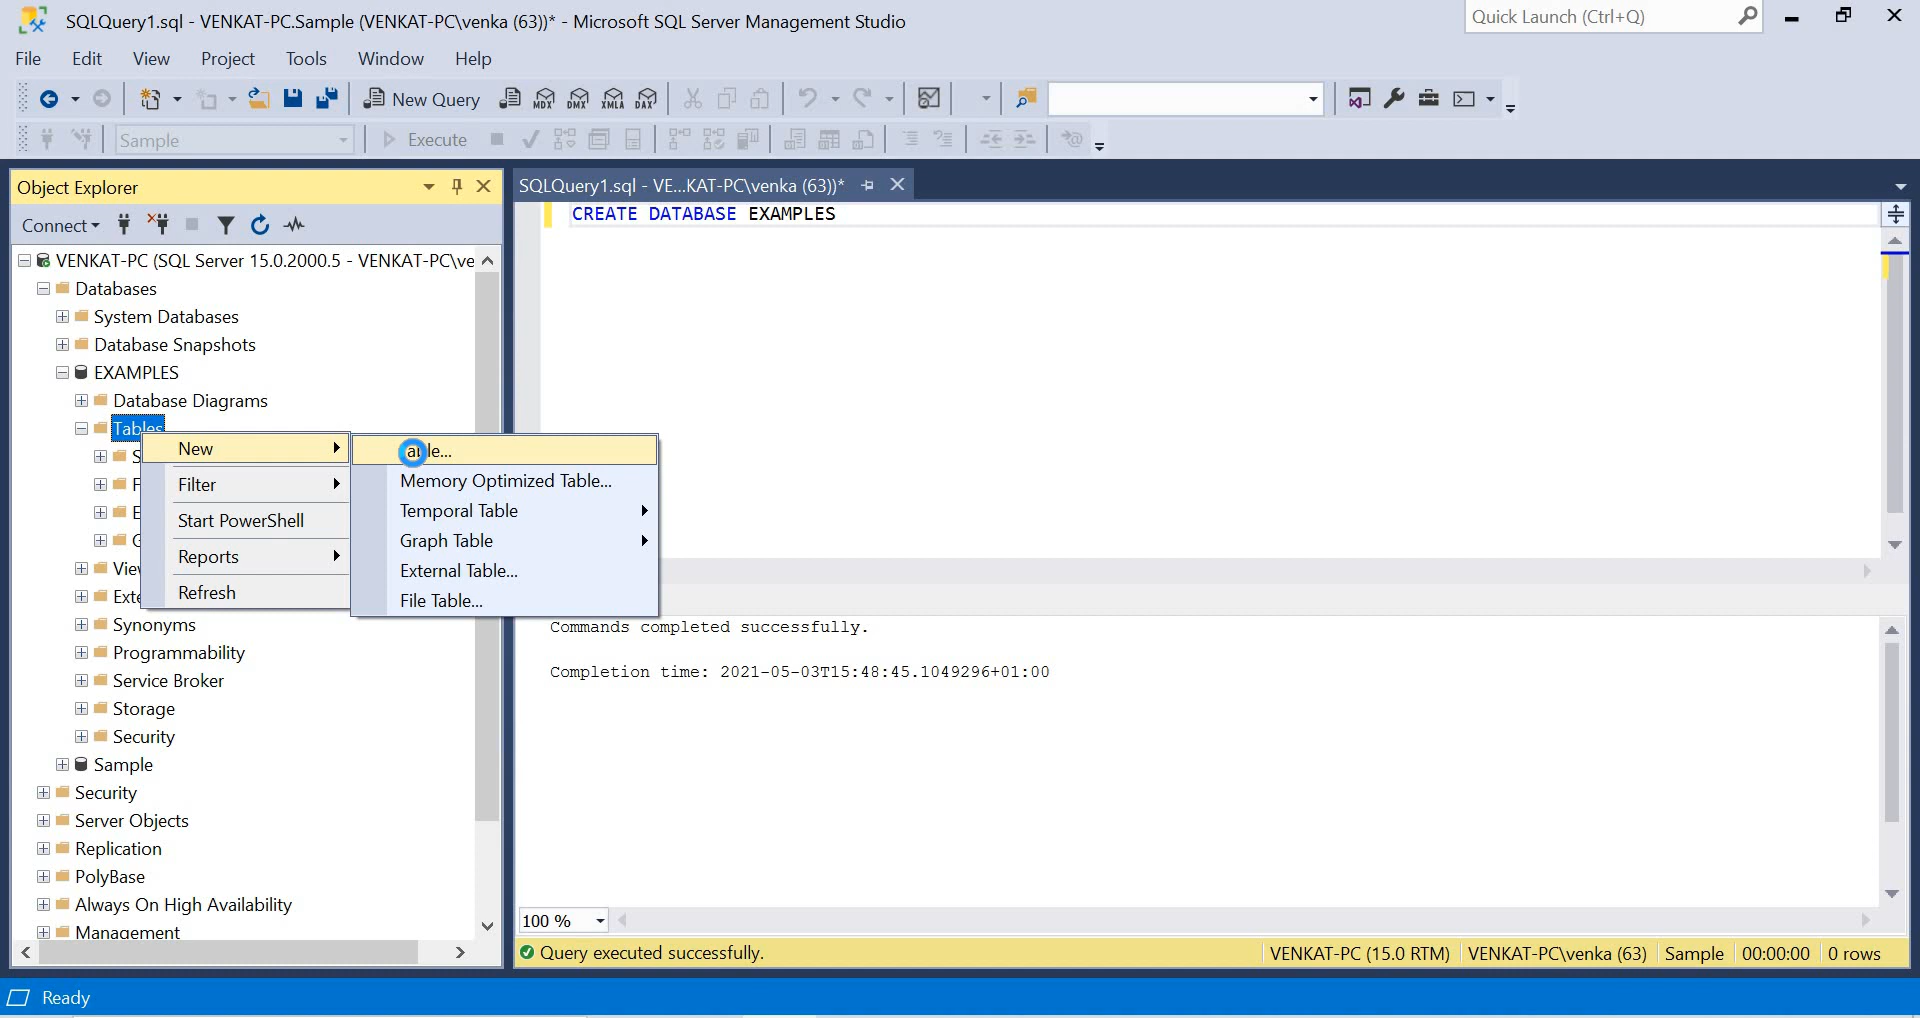 SQLQuery1.sql - VENKAT-PC.Sample (VENKAT-PC\venka (63))* - Microsoft SQL Server Management Studio
Quick Launch (Ctrl+Q)
File Edit View Project Tools Window Help
New Query MDX DMX XMLA DAX
Sample Execute
Object Explorer
SQLQuery1.sql - VE...KAT-PC\venka (63))*
Connect
CREATE DATABASE EXAMPLES
VENKAT-PC (SQL Server 15.0.2000.5 - VENKAT-PC\ve
Databases
System Databases
Database Snapshots
EXAMPLES
Database Diagrams
Tables
New
Filter
Start PowerShell
Reports
Refresh
Memory Optimized Table...
Temporal Table
Graph Table
External Table...
File Table...
Synonyms
Programmability
Service Broker
Storage
Security
Sample
Security
Server Objects
Replication
PolyBase
Always On High Availability
Management
Commands completed successfully.
Completion time: 2021-05-03T15:48:45.1049296+01:00
100 %
Query executed successfully.
VENKAT-PC (15.0 RTM) VENKAT-PC\venka (63) Sample 00:00:00 0 rows
Ready